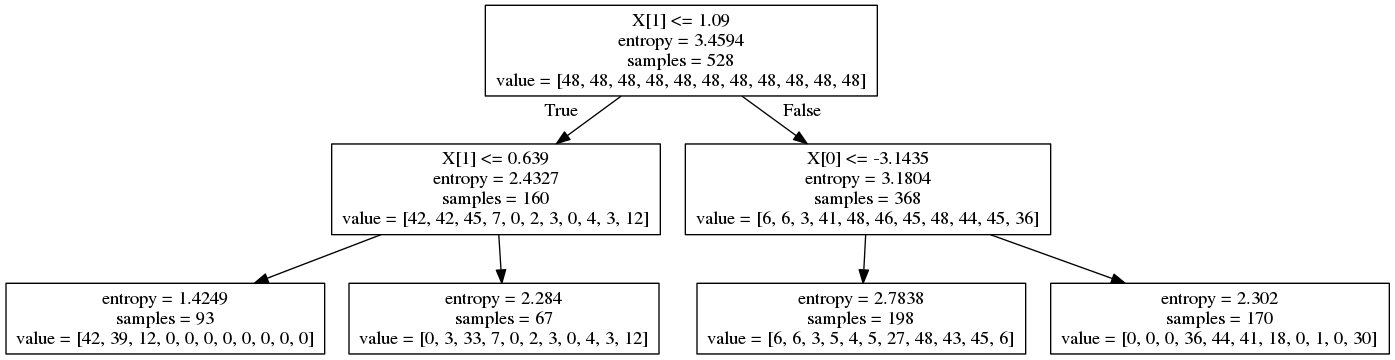 X[1] <= 1.09
entropy = 3.4594
samples = 528
value = [48, 48, 48, 48, 48, 48, 48, 48, 48, 48, 48]
True
False
X[1] <= 0.639
entropy = 2.4327
samples = 160
value = [42, 42, 45, 7, 0, 2, 3, 0, 4, 3, 12]
X[0] <= -3.1435
entropy = 3.1804
samples = 368
value = [6, 6, 3, 41, 48, 46, 45, 48, 44, 45, 36]
entropy = 1.4249
samples = 93
value = [42, 39, 12, 0, 0, 0, 0, 0, 0, 0, 0]
entropy = 2.284
samples = 67
value = [0, 3, 33, 7, 0, 2, 3, 0, 4, 3, 12]
entropy = 2.7838
samples = 198
value = [6, 6, 3, 5, 4, 5, 27, 48, 43, 45, 6]
entropy = 2.302
samples = 170
value = [0, 0, 0, 36, 44, 41, 18, 0, 1, 0, 30]